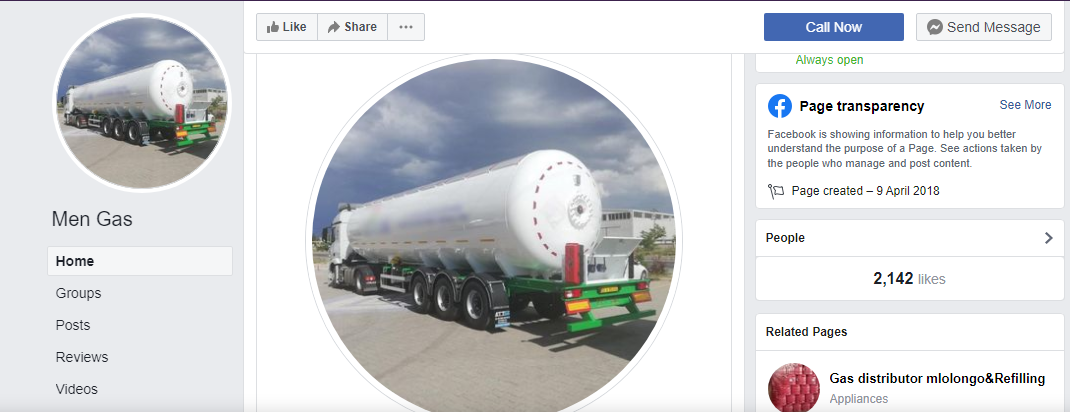 Like
Share
Call Now
Send Message
Men Gas
Home
Groups
Posts
Reviews
Videos
Always open
Page transparency
See More
Facebook is showing information to help you better
understand the purpose of a Page. See actions taken by
the people who manage and post content.
Page created – 9 April 2018
People
2,142 likes
Related Pages
Gas distributor mlolongo&Refilling
Appliances